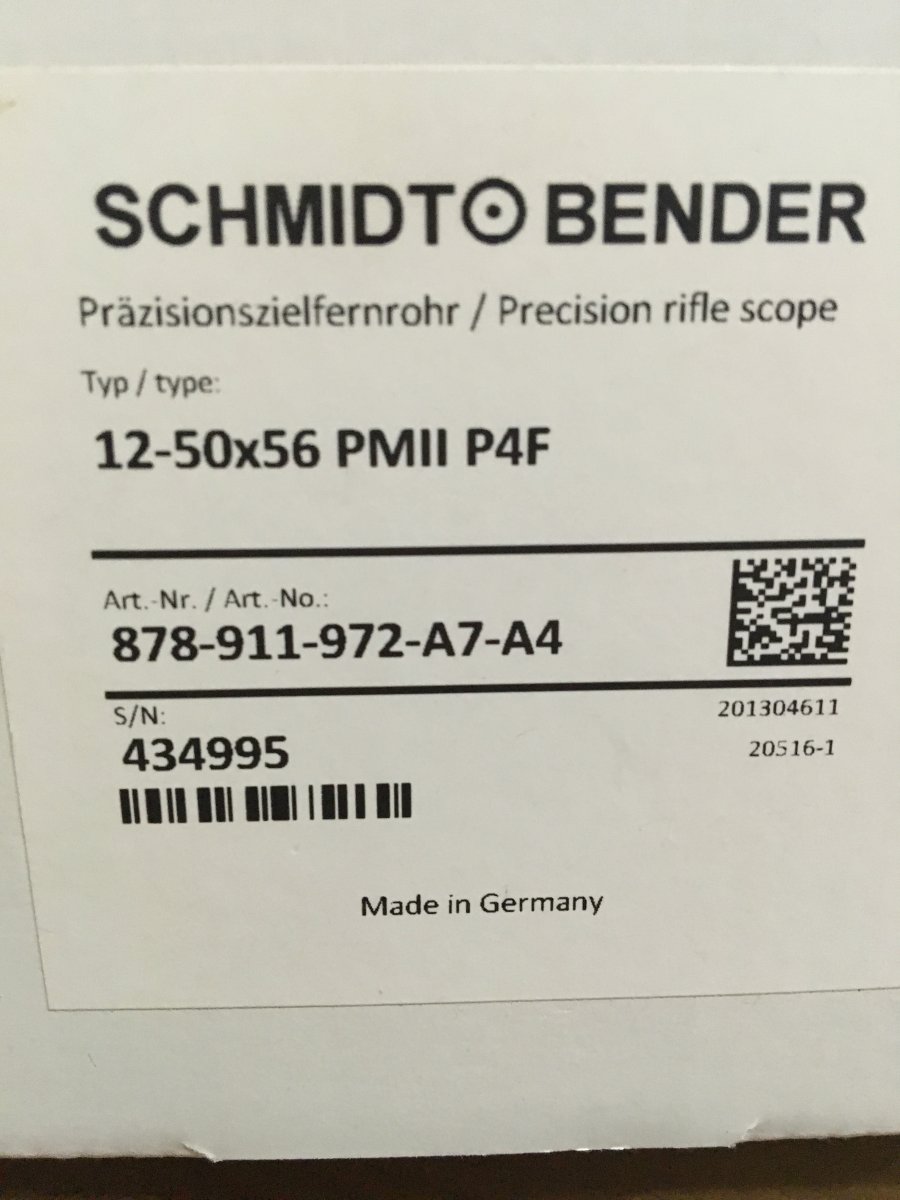 SCHMIDT BENDER
Präzisionszielfernrohr / Precision rifle scope
Typ / type:
12-50x56 PMII P4F
Art.-Nr. / Art.-No.:
878-911-972-A7-A4
S/N:
434995
201304611
20516-1
Made in Germany